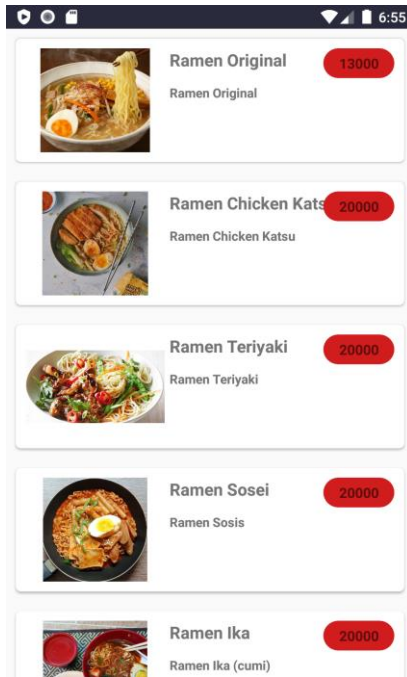 6:55
Ramen Original
13000
Ramen Original
Ramen Chicken Kats
20000
Ramen Chicken Katsu
Ramen Teriyaki
20000
Ramen Teriyaki
Ramen Sosei
20000
Ramen Sosis
Ramen Ika
20000
Ramen Ika (cumi)